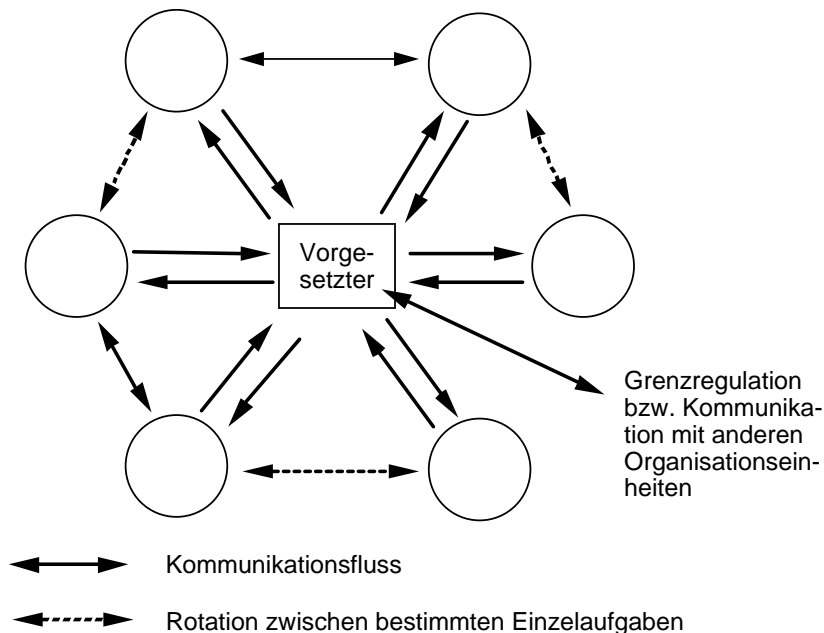 Vorge-
setzter
Grenzregulation
bzw. Kommunika-
tion mit anderen
Organisationsein-
heiten
Kommunikationsfluss
Rotation zwischen bestimmten Einzelaufgaben